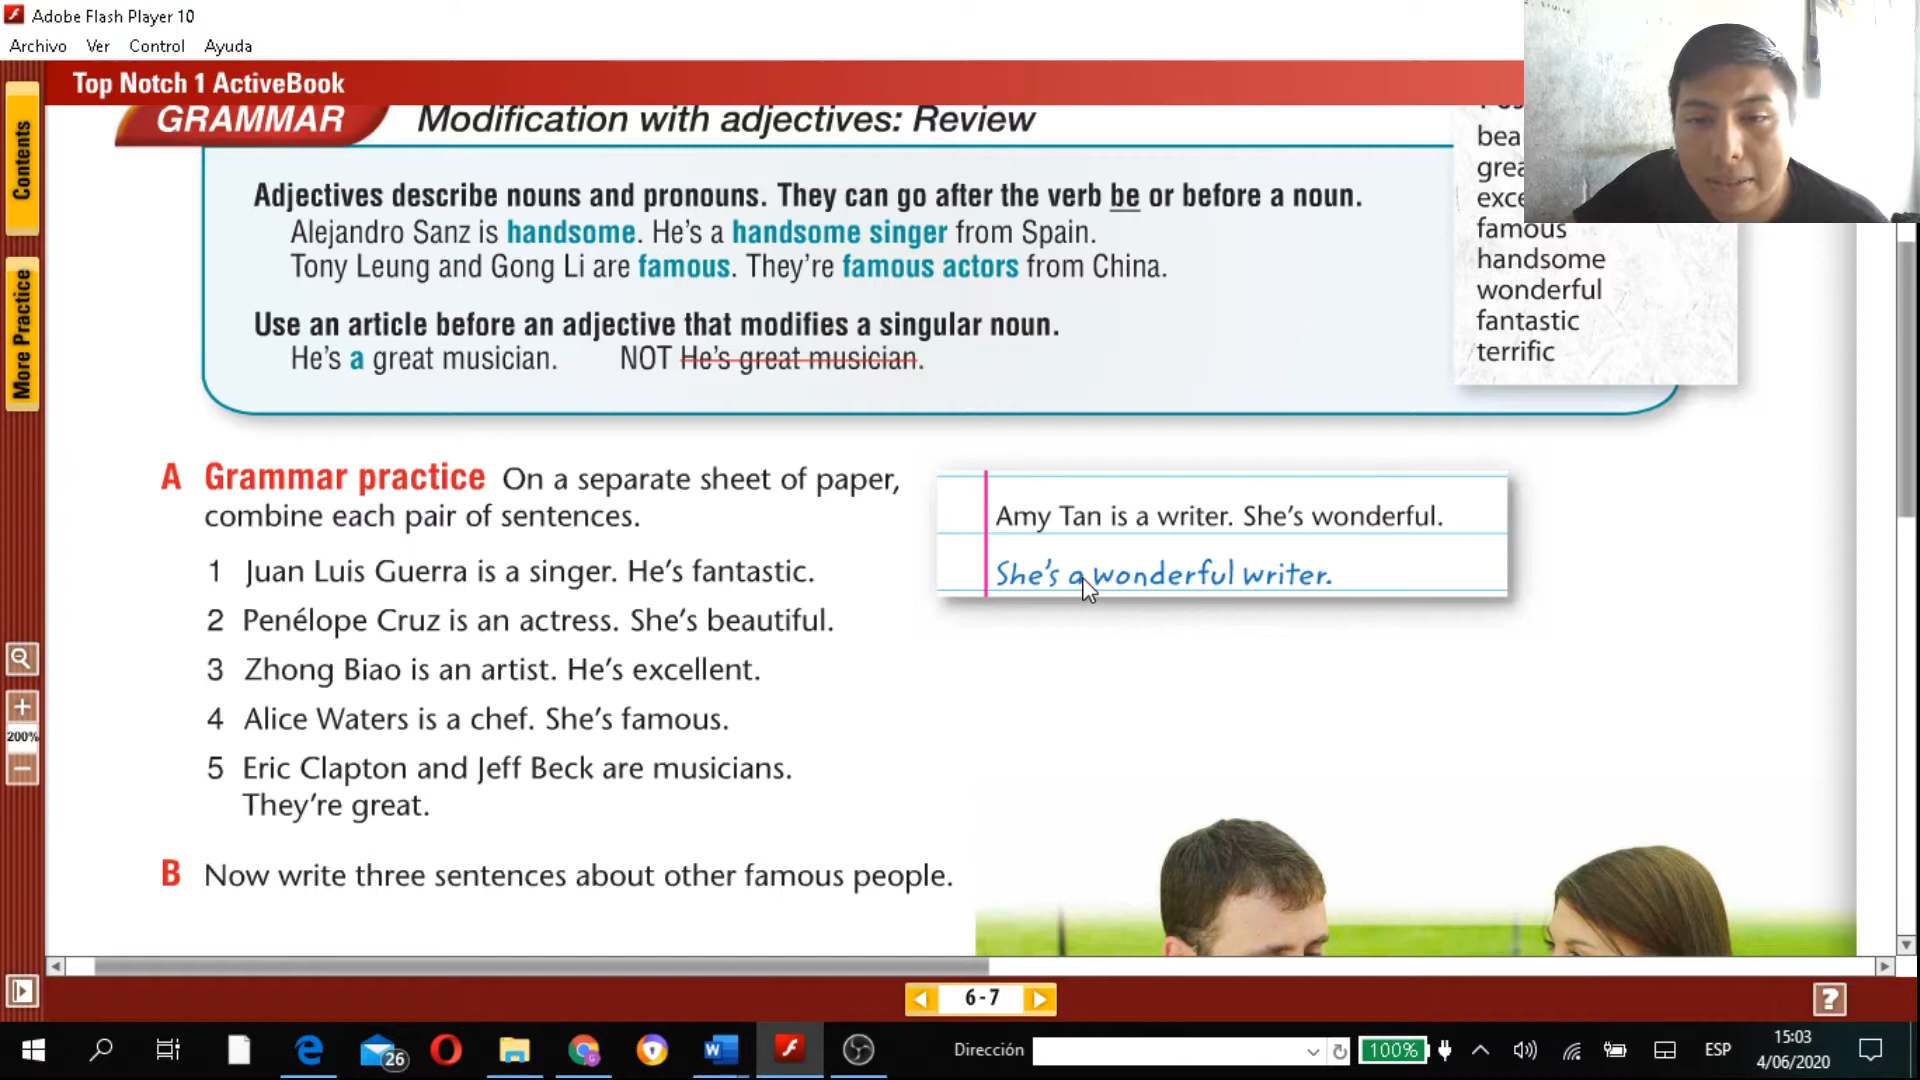 Adobe Flash Player 10
Archivo Ver Control Ayuda
Top Notch 1 ActiveBook
Contents
More Practice
GRAMMAR Modification with adjectives: Review
Adjectives describe nouns and pronouns. They can go after the verb be or before a noun.
Alejandro Sanz is handsome. He's a handsome singer from Spain.
Tony Leung and Gong Li are famous. They're famous actors from China.
Use an article before an adjective that modifies a singular noun.
He's a great musician. NOT He's great musician.
famous
handsome
wonderful
fantastic
terrific
A Grammar practice On a separate sheet of paper,
combine each pair of sentences.
1 Juan Luis Guerra is a singer. He's fantastic.
2 Penélope Cruz is an actress. She's beautiful.
3 Zhong Biao is an artist. He's excellent.
4 Alice Waters is a chef. She's famous.
5 Eric Clapton and Jeff Beck are musicians.
They're great.
Amy Tan is a writer. She's wonderful.
She's a wonderful writer.
B Now write three sentences about other famous people.
200%
6-7
?
26
Dirección
100%
ESP
15:03
4/06/2020